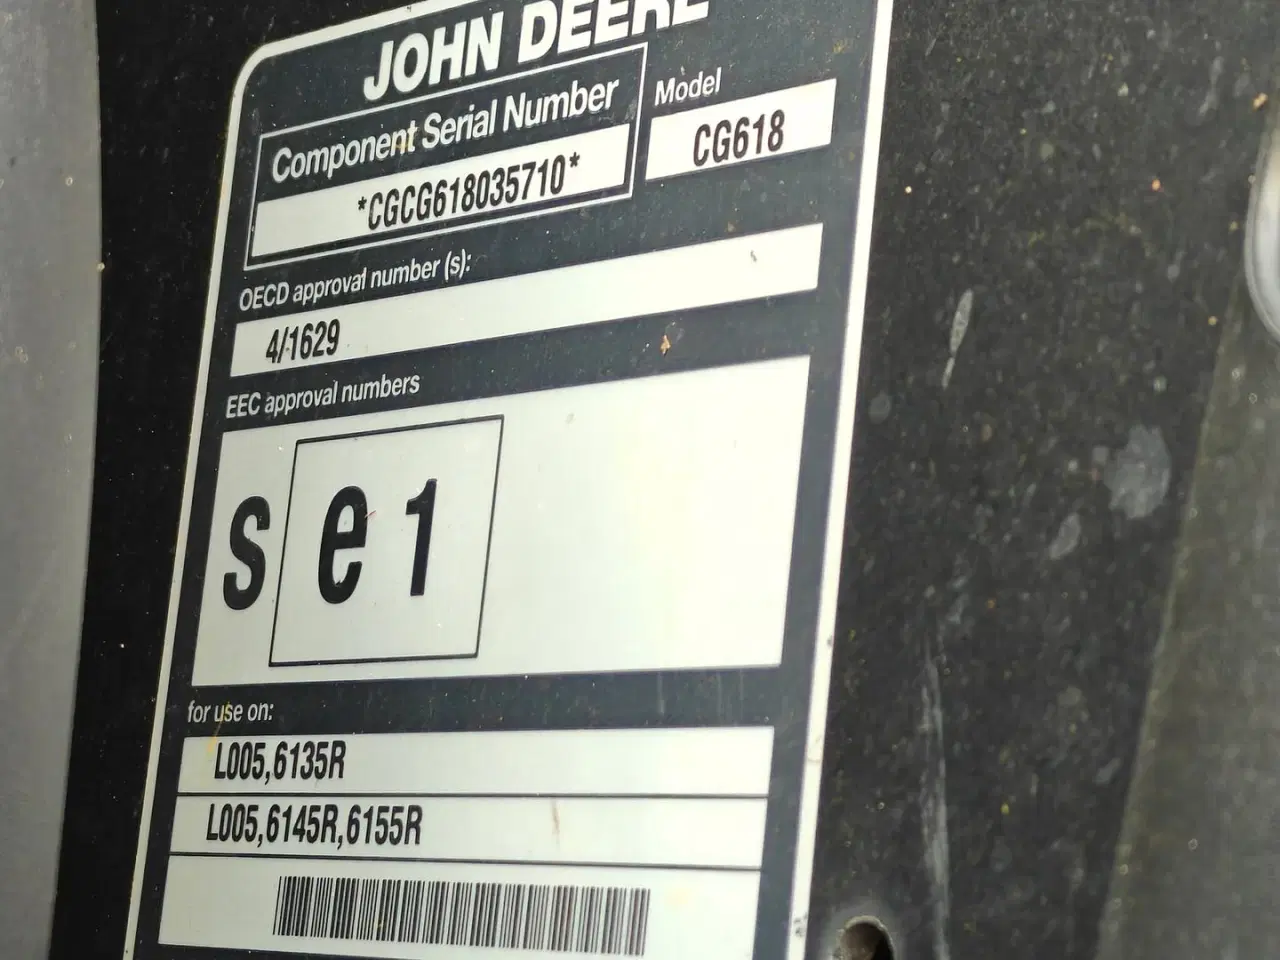 JOHN DEERE
Component Serial Number
Model
*CGCG618035710*
CG618
OECD approval number (s):
4/1629
EEC approval numbers
s e 1
for use on:
L005,6135R
L005,6145R,6155R